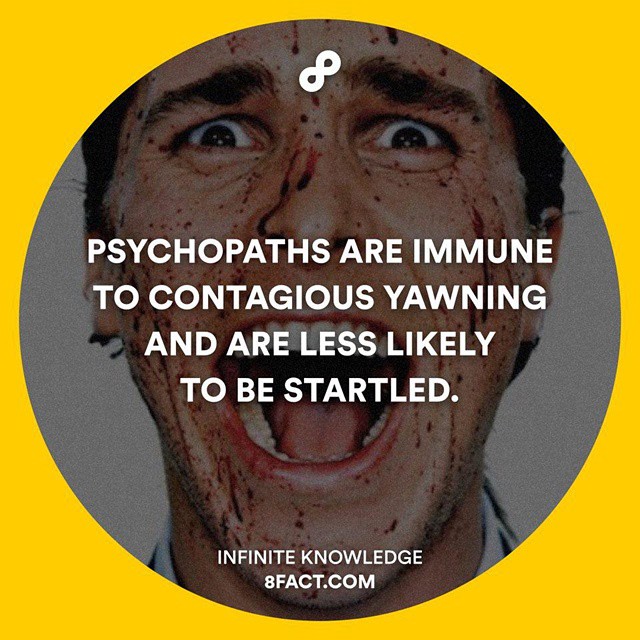 PSYCHOPATHS ARE IMMUNE
TO CONTAGIOUS YAWNING
AND ARE LESS LIKELY
TO BE STARTLED.
INFINITE KNOWLEDGE
8FACT.COM